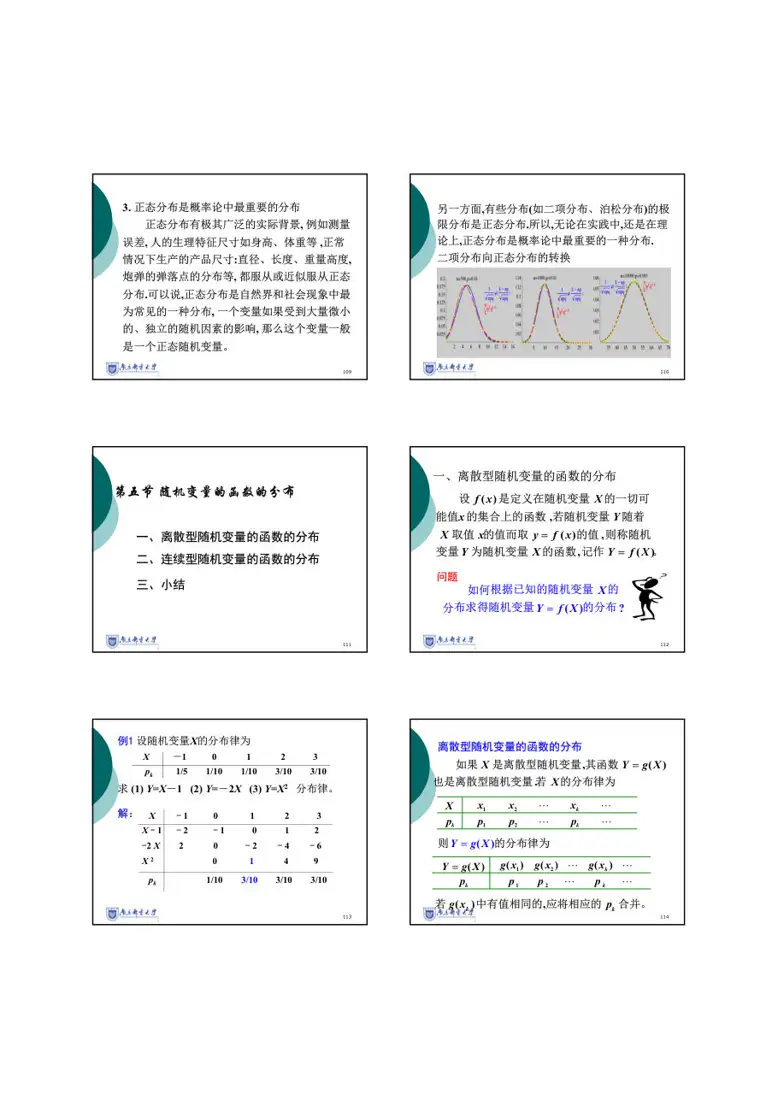 3. 正态分布是概率论中最重要的分布
正态分布有极其广泛的实际背景, 例如测量
误差, 人的生理特征尺寸如身高、体重等 ,正常
情况下生产的产品尺寸:直径、长度、重量高度,
炮弹的弹落点的分布等, 都服从或近似服从正态
分布.可以说,正态分布是自然界和社会现象中最
为常见的一种分布, 一个变量如果受到大量微小
的、独立的随机因素的影响, 那么这个变量一般
是一个正态随机变量。
109
另一方面,有些分布(如二项分布、泊松分布)的极
限分布是正态分布.所以,无论在实践中,还是在理
论上,正态分布是概率论中最重要的一种分布.
二项分布向正态分布的转换
110
第五节 随机变量的函数的分布
一、离散型随机变量的函数的分布
二、连续型随机变量的函数的分布
三、小结
111
一、离散型随机变量的函数的分布
设 f (x) 是定义在随机变量 X 的一切可
能值x 的集合上的函数 ,若随机变量 Y 随着
X 取值 x的值而取 y = f (x)的值 ,则称随机
变量 Y 为随机变量 X 的函数, 记作 Y = f (X).
问题
如何根据已知的随机变量 X 的
分布求得随机变量 Y = f (X)的分布 ?
112
例1 设随机变量X的分布律为
X －1 0 1 2 3
pk 1/5 1/10 1/10 3/10 3/10
求 (1) Y=X－1 (2) Y=－2X (3) Y=X² 分布律。
解： X －1 0 1 2 3
X－1 －2 －1 0 1 2
－2 X 2 0 －2 －4 －6
X ² 0 1 4 9
pk 1/10 3/10 3/10 3/10
113
离散型随机变量的函数的分布
如果 X 是离散型随机变量,其函数 Y = g(X)
也是离散型随机变量.若 X 的分布律为
X x1 x2 ⋯ xk ⋯
pk p1 p2 ⋯ pk ⋯
则 Y = g(X)的分布律为
Y = g(X) g(x1) g(x2) ⋯ g(xk) ⋯
pk p1 p2 ⋯ pk ⋯
若 g(xk)中有值相同的,应将相应的 pk 合并。
114